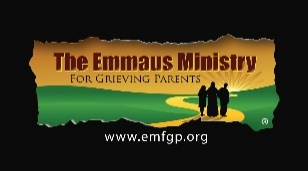 The Emmaus Ministry
FOR GRIEVING PARENTS
®
www.emfgp.org